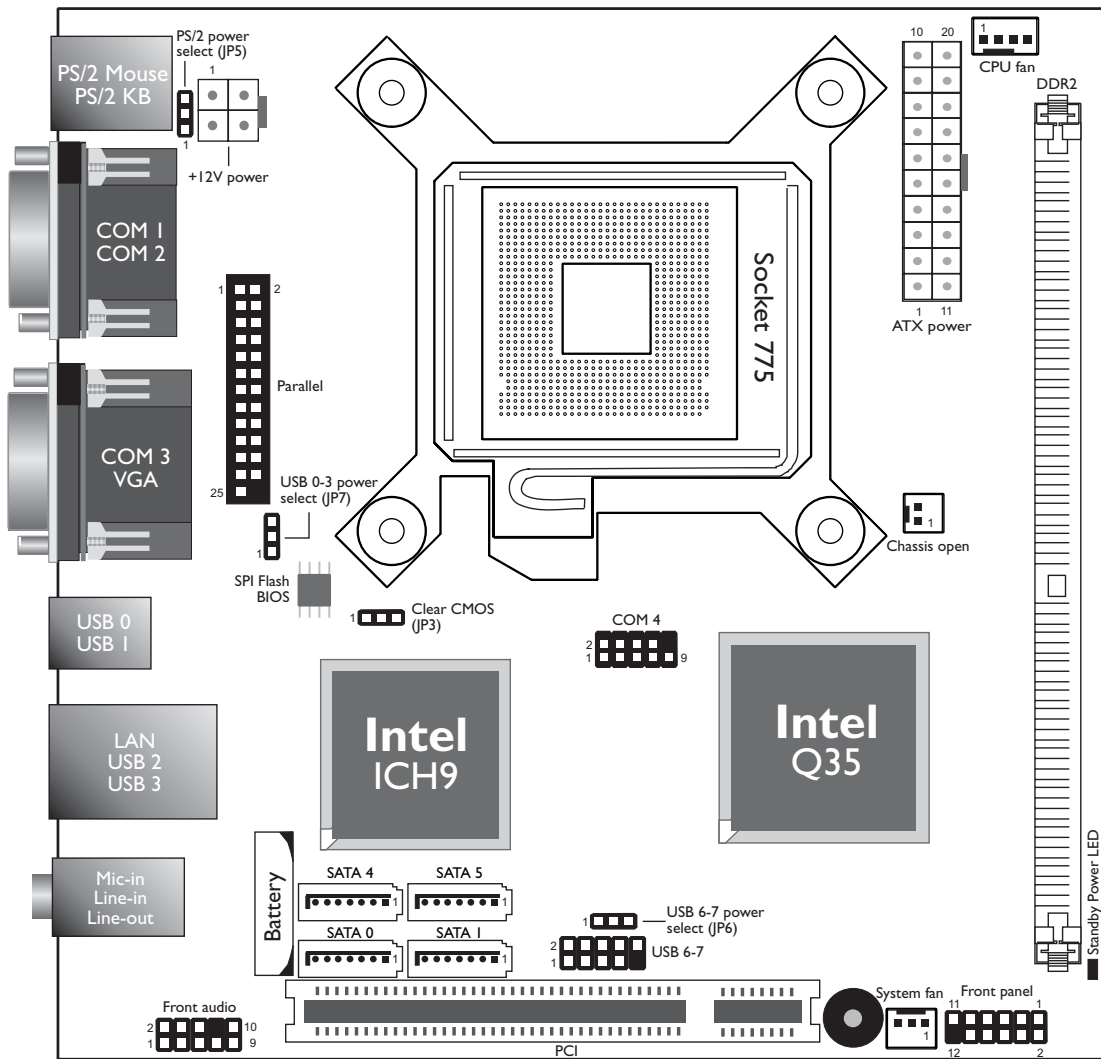 PS/2 power
select (JP5)
1
PS/2 Mouse
PS/2 KB
1
+12V power
10 20
1
CPU fan
DDR2
COM 1
COM 2
1 2
Socket 775
1 11
ATX power
Parallel
COM 3
VGA
25
USB 0-3 power
select (JP7)
1
1
Chassis open
SPI Flash
BIOS
1
Clear CMOS
(JP3)
COM 4
2
1 9
USB 0
USB 1
LAN
USB 2
USB 3
Intel
ICH9
Intel
Q35
Mic-in
Line-in
Line-out
Battery
SATA 4
1
SATA 5
1
SATA 0
1
SATA 1
1
1
USB 6-7 power
select (JP6)
2
1
USB 6-7
Standby Power LED
Front audio
2 10
1 9
PCI
System fan
1
Front panel
11 1
12 2